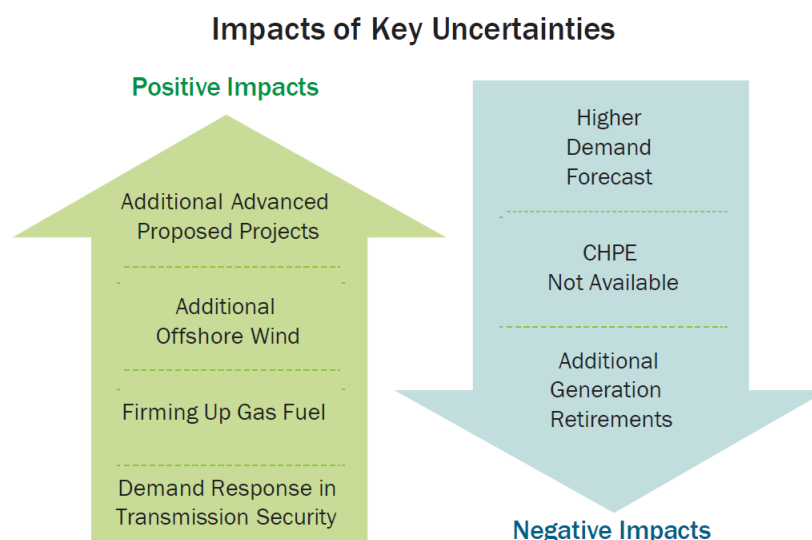 Impacts of Key Uncertainties
Positive Impacts
Additional Advanced
Proposed Projects
Additional
Offshore Wind
Firming Up Gas Fuel
Demand Response in
Transmission Security
Higher
Demand
Forecast
CHPE
Not Available
Additional
Generation
Retirements
Negative Impacts